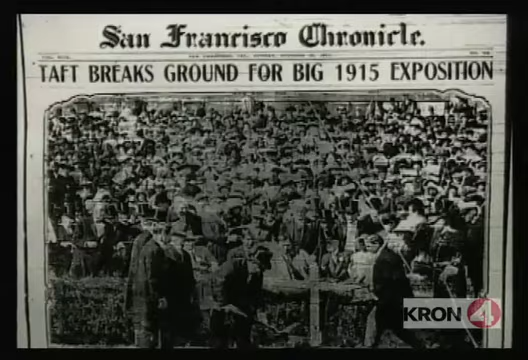 San Francisco Chronicle.
TAFT BREAKS GROUND FOR BIG 1915 EXPOSITION
KRON 4